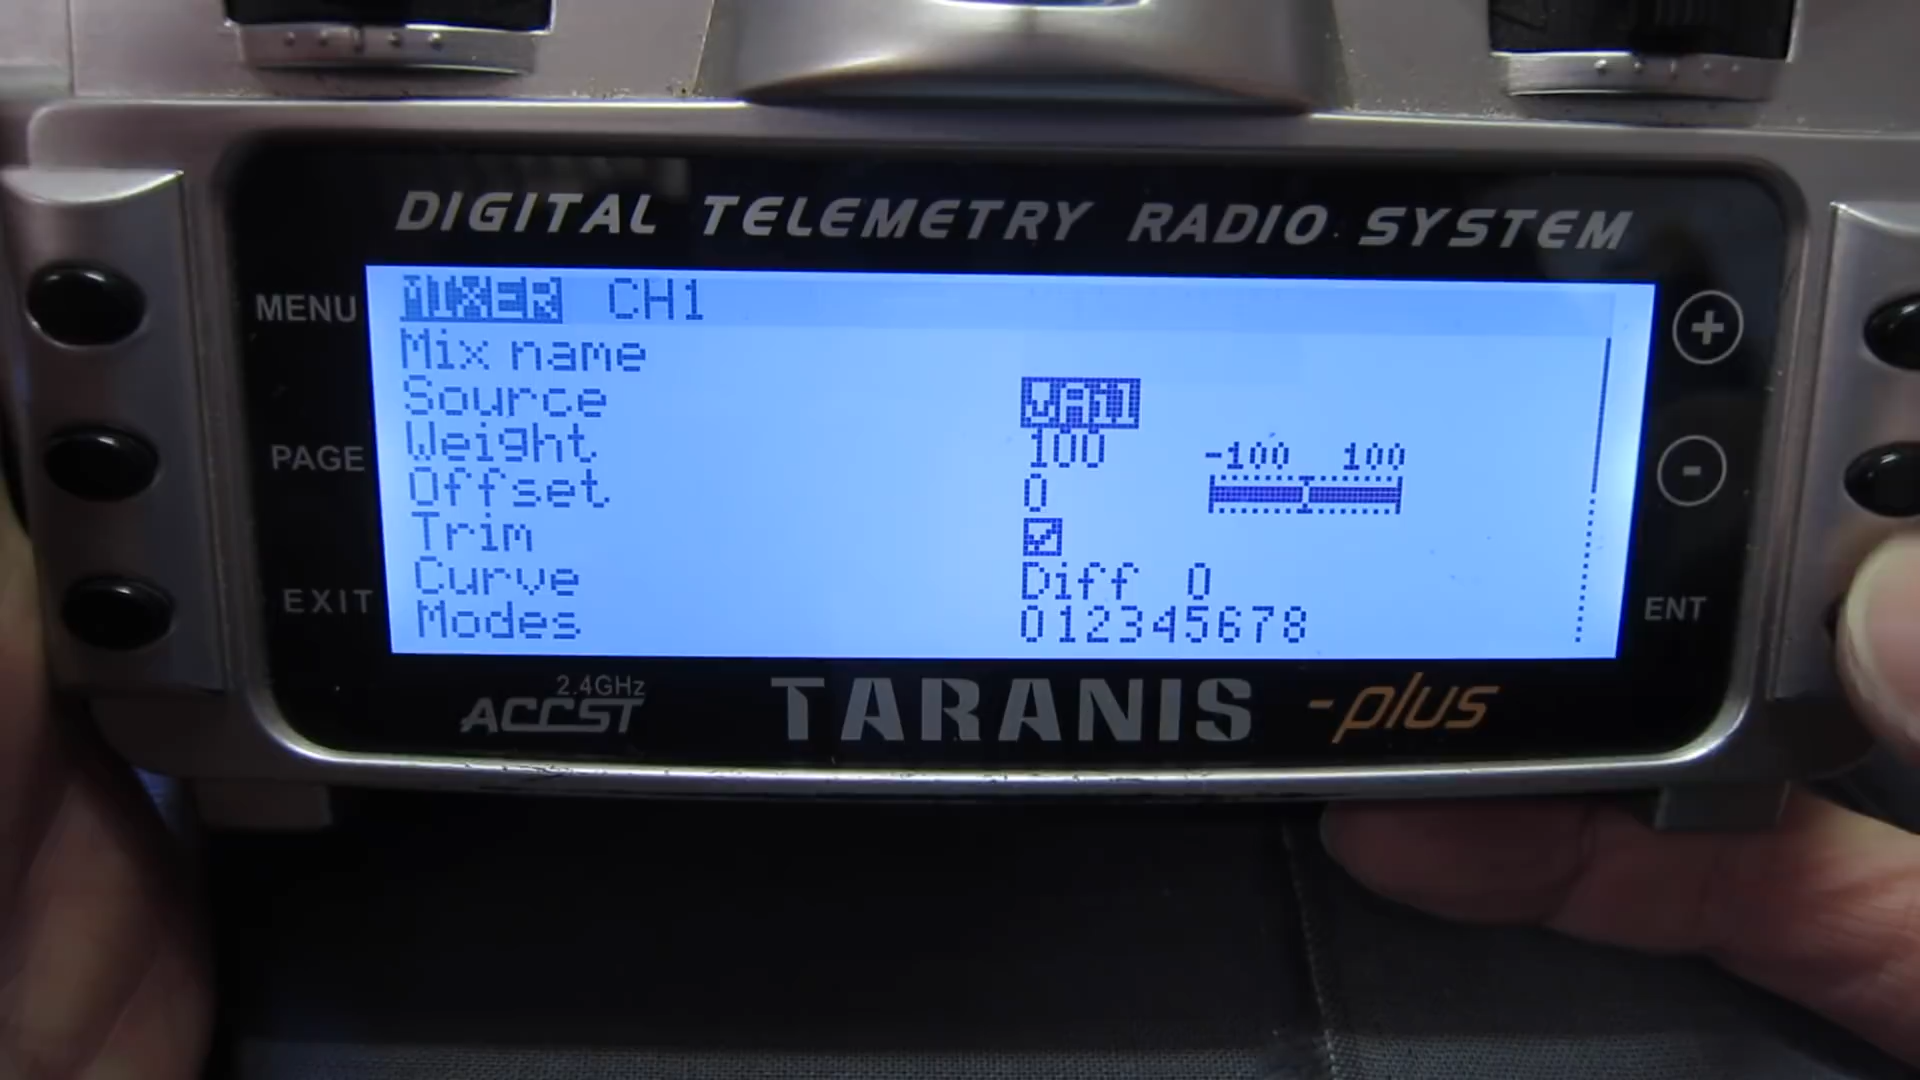 DIGITAL TELEMETRY RADIO SYSTEM
MENU
PAGE
EXIT
MIXER CH1
Mix name
Source
Weight 100 -100 100
Offset 0
Trim
Curve Diff 0
Modes 012345678
+
-
ENT
2.4GHz
ACCST
TARANIS -plus